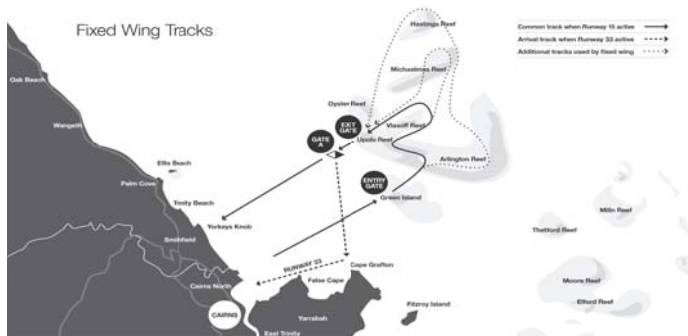 Fixed Wing Tracks
Common track when Runway 15 active
Arrival track when Runway 33 active
Additional tracks used by fixed wing
Hastings Reef
Michaelmas Reef
Oak Beach
Oyster Reef
EXIT
GATE
Vlasoff Reef
Wangetti
GATE
A
Upolu Reef
Arlington Reef
Ellis Beach
Palm Cove
ENTRY
GATE
Green Island
Trinity Beach
Yorkeys Knob
Milln Reef
Thetford Reef
Smithfield
RUNWAY 33
Cape Grafton
Cairns North
False Cape
Moore Reef
Elford Reef
Fitzroy Island
CAIRNS
Yarrabah
East Trinity